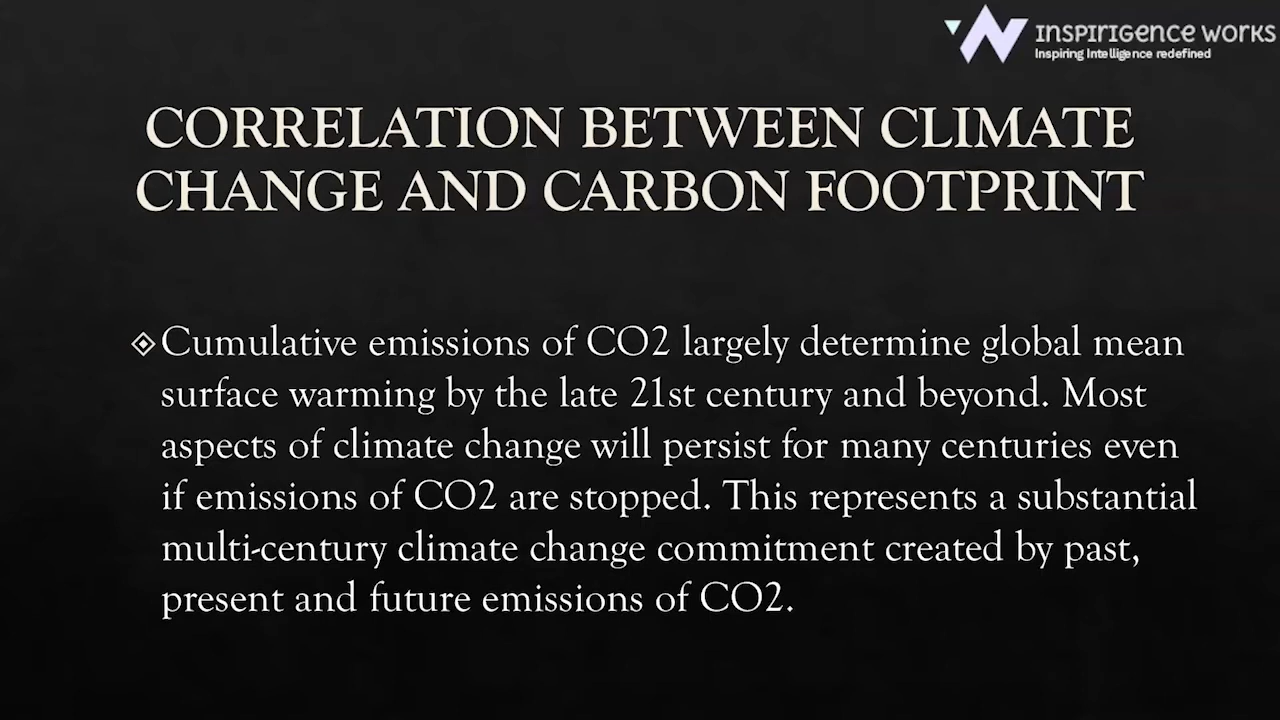 INSPIRIGENCE WORKS
Inspiring Intelligence redefined
CORRELATION BETWEEN CLIMATE
CHANGE AND CARBON FOOTPRINT
Cumulative emissions of CO2 largely determine global mean
surface warming by the late 21st century and beyond. Most
aspects of climate change will persist for many centuries even
if emissions of CO2 are stopped. This represents a substantial
multi-century climate change commitment created by past,
present and future emissions of CO2.